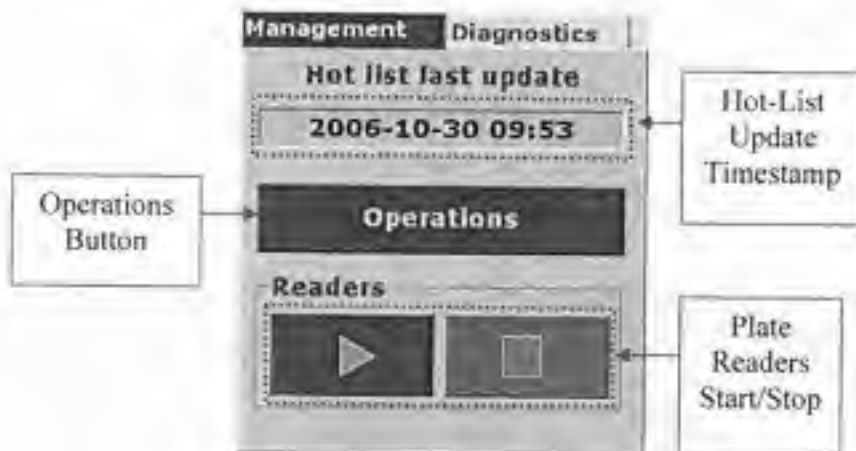 Management Diagnostics
Hot list last update
2006-10-30 09:53
Hot-List
Update
Timestamp
Operations
Button
Operations
Readers
Plate
Readers
Start/Stop